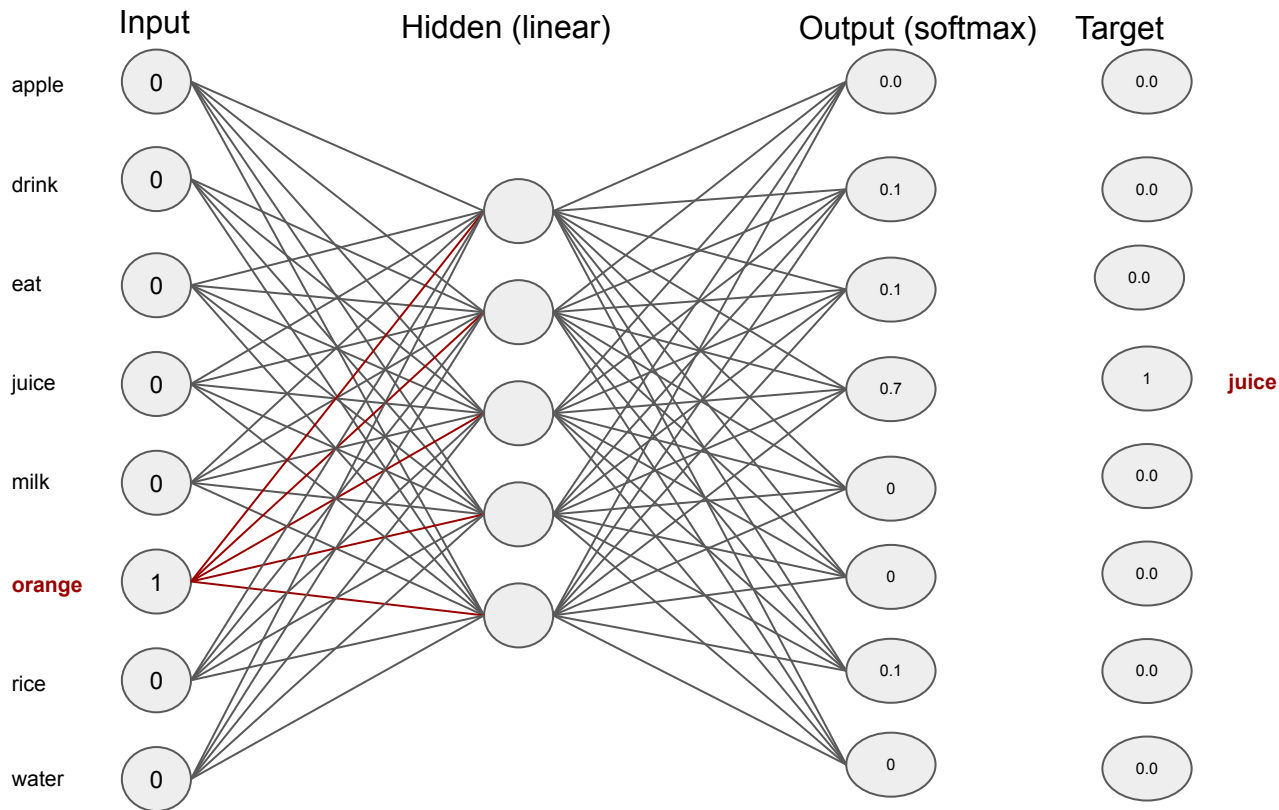 Input Hidden (linear) Output (softmax) Target
apple 0 0.0 0.0
drink 0 0.1 0.0
eat 0 0.1 0.0
juice 0 0.7 1 juice
milk 0 0 0.0
orange 1 0 0.0
rice 0 0.1 0.0
water 0 0 0.0